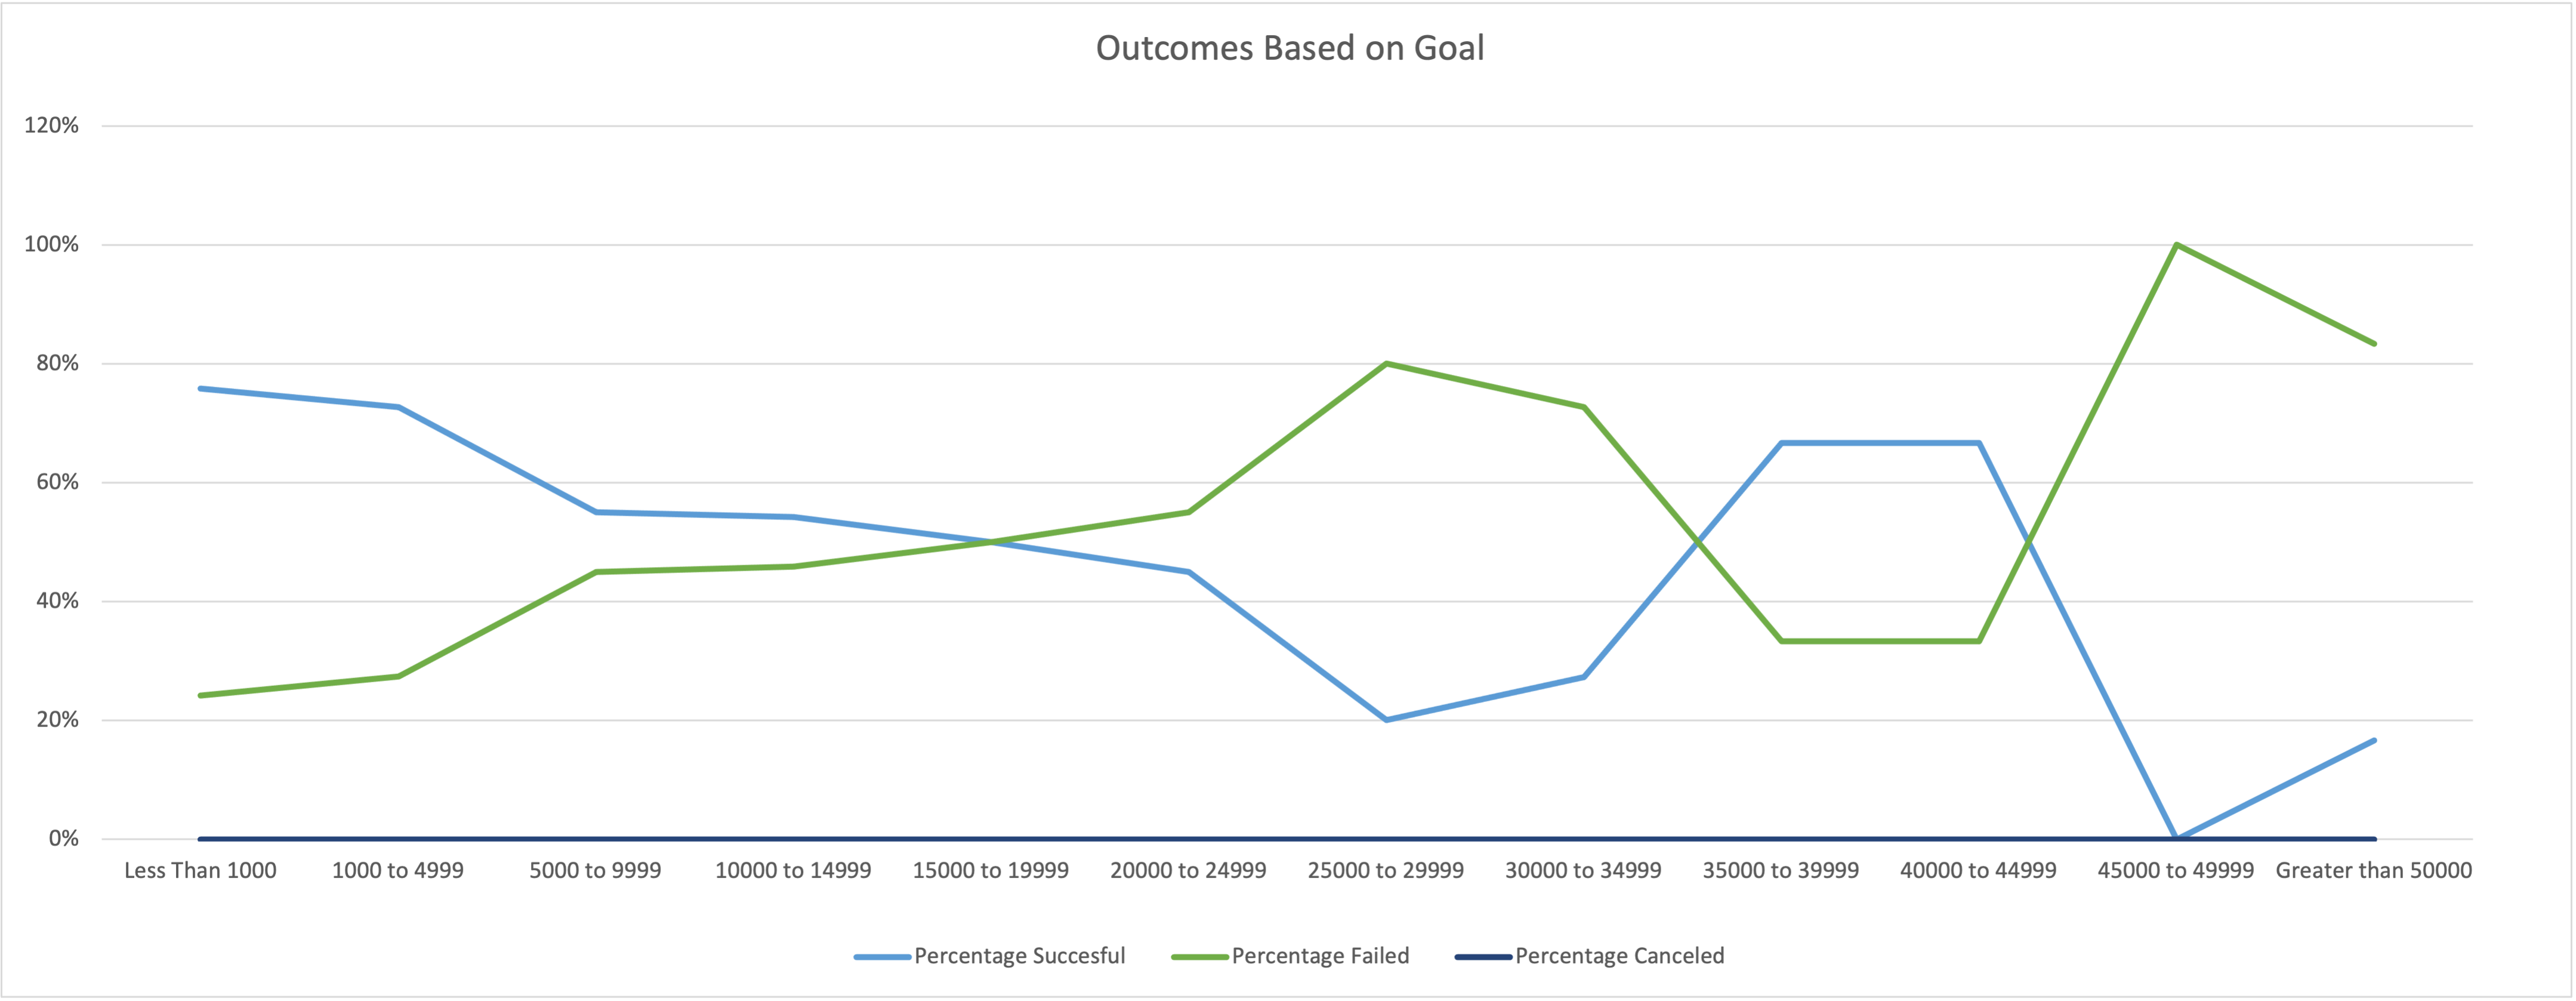 Outcomes Based on Goal
120%
100%
80%
60%
40%
20%
0%
Less Than 1000 1000 to 4999 5000 to 9999 10000 to 14999 15000 to 19999 20000 to 24999 25000 to 29999 30000 to 34999 35000 to 39999 40000 to 44999 45000 to 49999 Greater than 50000
Percentage Succesful Percentage Failed Percentage Canceled